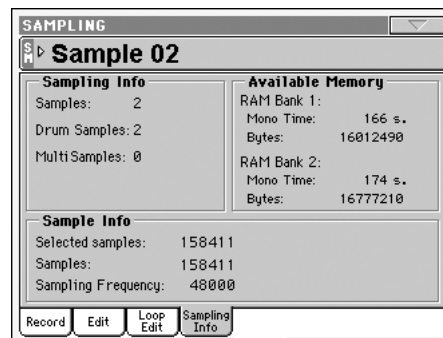 SAMPLING
SM Sample 02
Sampling Info
Samples: 2
Drum Samples: 2
MultiSamples: 0
Available Memory
RAM Bank 1:
Mono Time: 166 s.
Bytes: 16012490
RAM Bank 2:
Mono Time: 174 s.
Bytes: 16777210
Sample Info
Selected samples: 158411
Samples: 158411
Sampling Frequency: 48000
Record
Edit
Loop Edit
Sampling Info